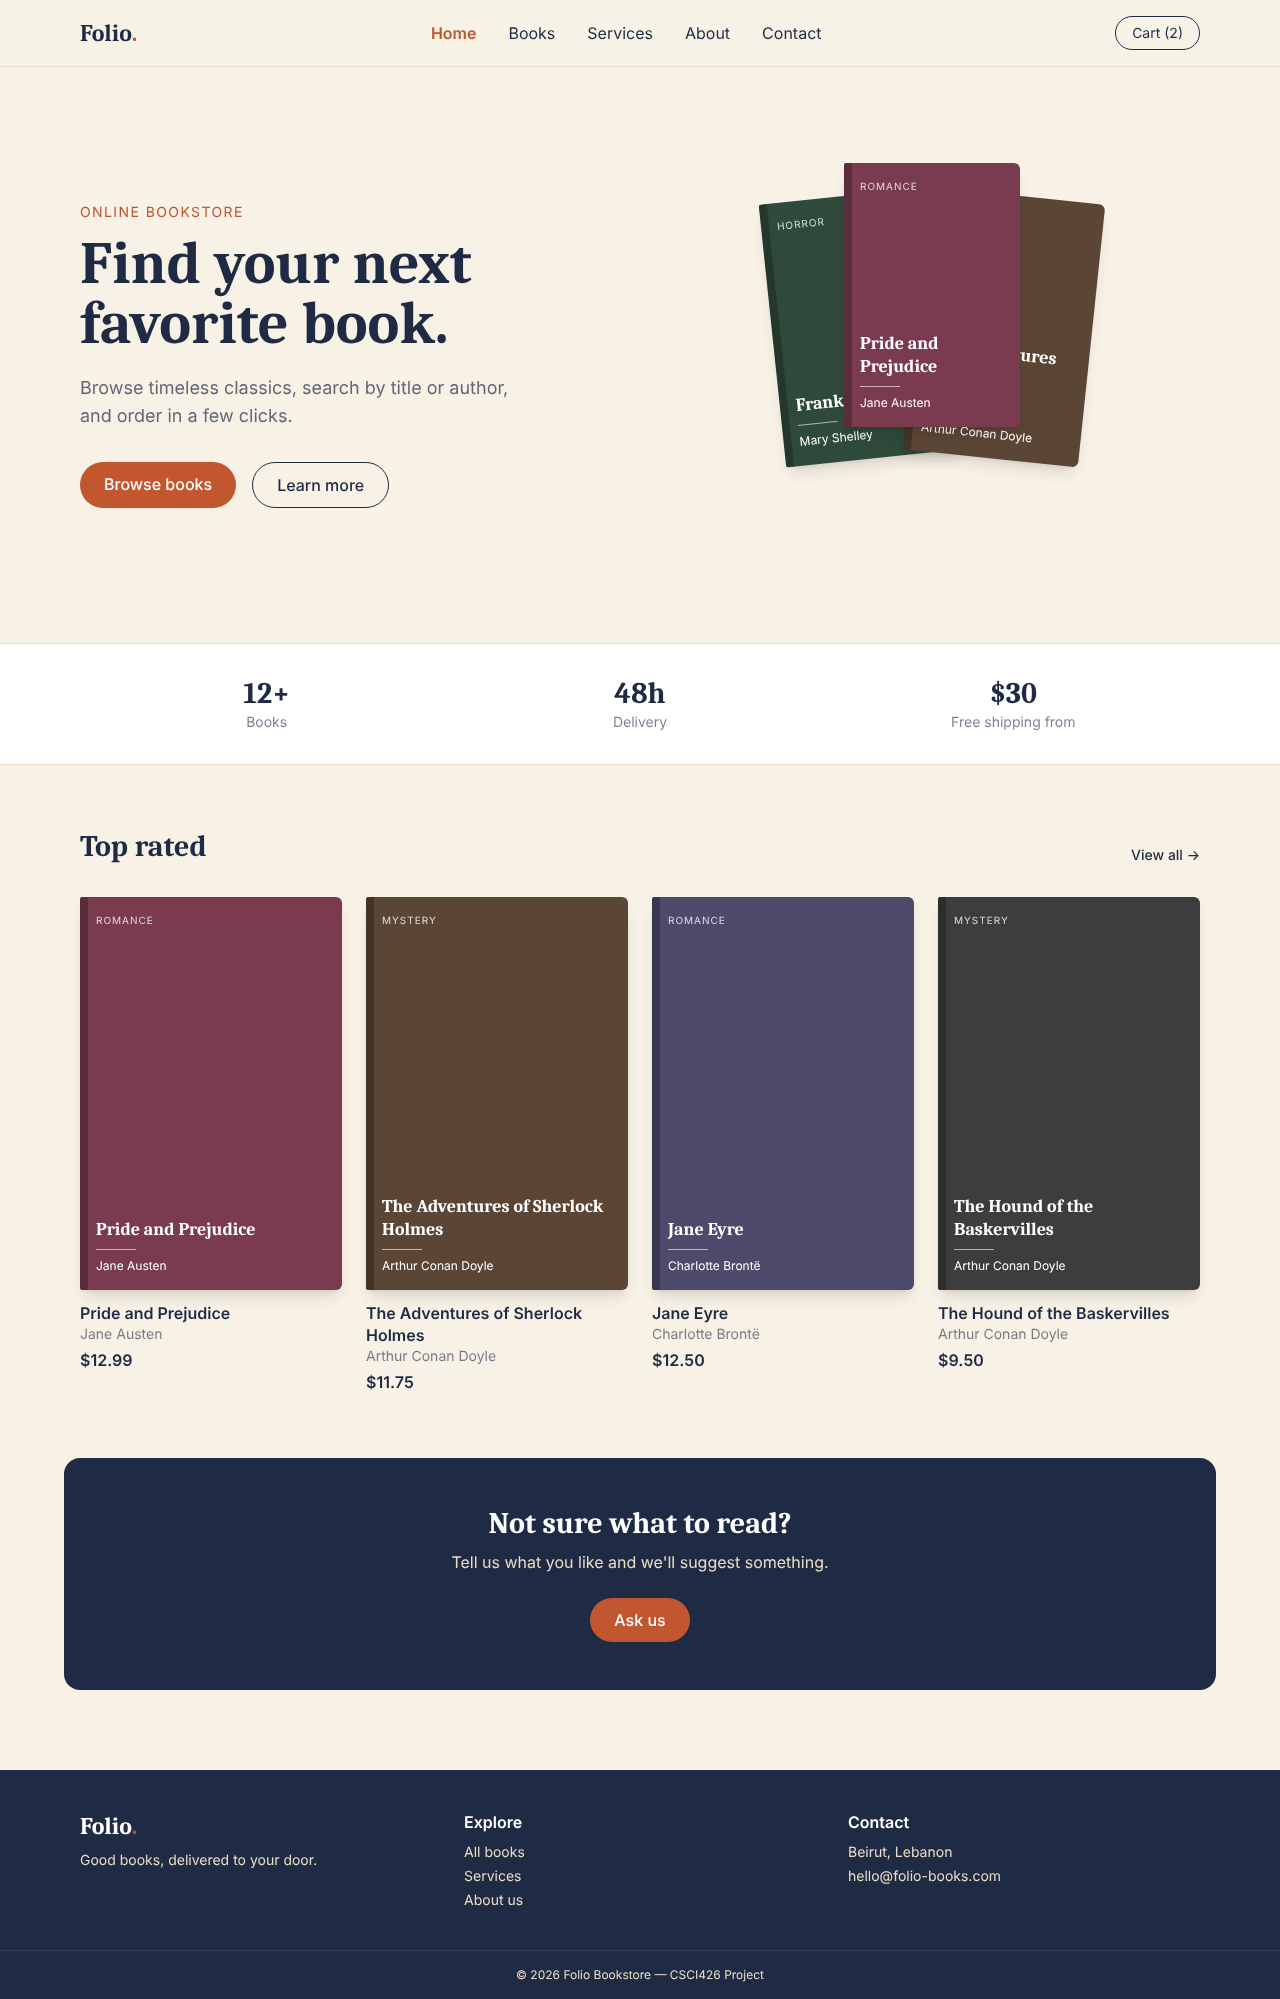 Folio.
Home Books Services About Contact
Cart (2)
ONLINE BOOKSTORE
Find your next
favorite book.
Browse timeless classics, search by title or author,
and order in a few clicks.
Browse books Learn more
HORROR
Frank
Mary Shelley
ROMANCE
Pride and
Prejudice
Jane Austen
tures
Arthur Conan Doyle
12+
Books
48h
Delivery
$30
Free shipping from
Top rated
View all →
ROMANCE
Pride and Prejudice
Jane Austen
Pride and Prejudice
Jane Austen
$12.99
MYSTERY
The Adventures of Sherlock
Holmes
Arthur Conan Doyle
The Adventures of Sherlock
Holmes
Arthur Conan Doyle
$11.75
ROMANCE
Jane Eyre
Charlotte Brontë
Jane Eyre
Charlotte Brontë
$12.50
MYSTERY
The Hound of the
Baskervilles
Arthur Conan Doyle
The Hound of the Baskervilles
Arthur Conan Doyle
$9.50
Not sure what to read?
Tell us what you like and we'll suggest something.
Ask us
Folio.
Good books, delivered to your door.
Explore
All books
Services
About us
Contact
Beirut, Lebanon
hello@folio-books.com
© 2026 Folio Bookstore — CSCI426 Project